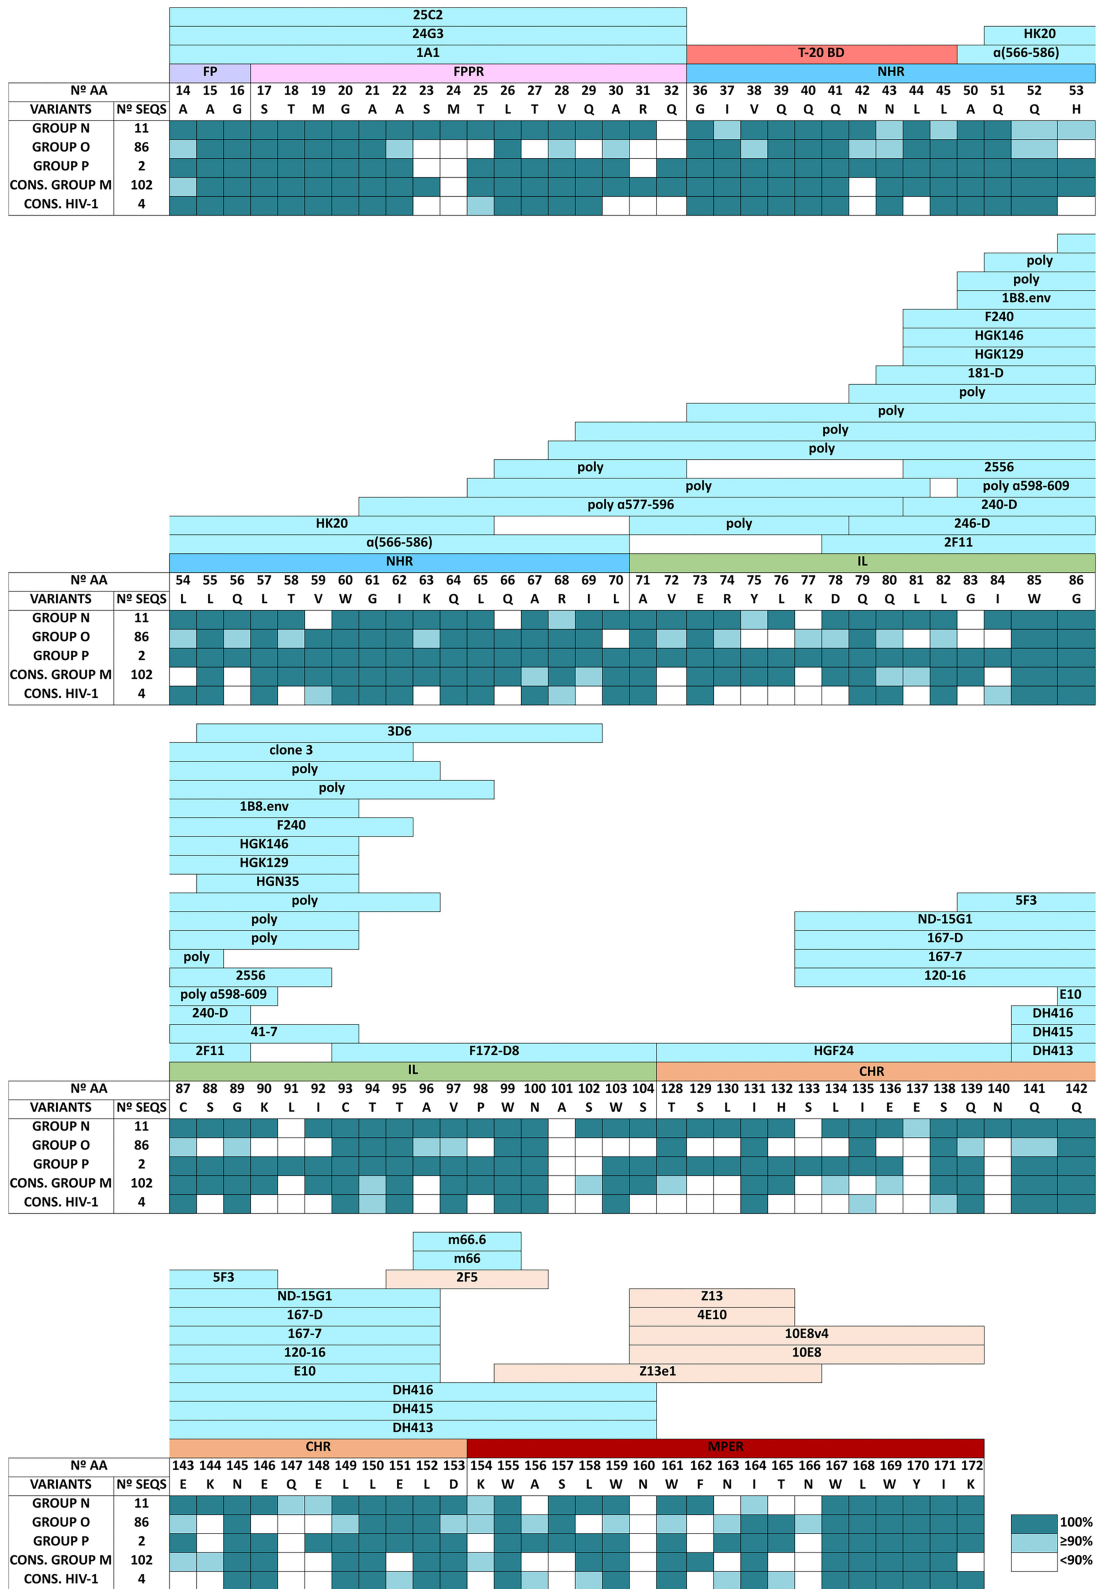 25C2
24G3 HK20
1A1 T-20 BD α(566-586)
FP FPPR NHR
Nº AA 14 15 16 17 18 19 20 21 22 23 24 25 26 27 28 29 30 31 32 36 37 38 39 40 41 42 43 44 45 50 51 52 53
VARIANTS Nº SEQS A A G S T M G A A S M T L T V Q A R Q G I V Q Q Q N N L L A Q Q H
GROUP N 11
GROUP O 86
GROUP P 2
CONS. GROUP M 102
CONS. HIV-1 4
poly
poly
1B8.env
F240
HGK146
HGK129
181-D
poly
poly
poly
poly
poly 2556
poly poly α598-609
poly α577-596 240-D
HK20 poly 246-D
α(566-586) 2F11
NHR IL
Nº AA 54 55 56 57 58 59 60 61 62 63 64 65 66 67 68 69 70 71 72 73 74 75 76 77 78 79 80 81 82 83 84 85 86
VARIANTS Nº SEQS L L Q L T V W G I K Q L Q A R I L A V E R Y L K D Q Q L L G I W G
GROUP N 11
GROUP O 86
GROUP P 2
CONS. GROUP M 102
CONS. HIV-1 4
3D6
clone 3
poly
poly
1B8.env
F240
HGK146
HGK129
HGN35
poly 5F3
poly ND-15G1
poly 167-D
poly 167-7
2556 120-16
poly α598-609 E10
240-D DH416
41-7 DH415
2F11 F172-D8 HGF24 DH413
IL CHR
Nº AA 87 88 89 90 91 92 93 94 95 96 97 98 99 100 101 102 103 104 128 129 130 131 132 133 134 135 136 137 138 139 140 141 142
VARIANTS Nº SEQS C S G K L I C T T A V P W N A S W S T S L I H S L I E E S Q N Q Q
GROUP N 11
GROUP O 86
GROUP P 2
CONS. GROUP M 102
CONS. HIV-1 4
m66.6
m66
5F3 2F5
ND-15G1 Z13
167-D 4E10
167-7 10E8v4
120-16 10E8
E10 Z13e1
DH416
DH415
DH413
CHR MPER
Nº AA 143 144 145 146 147 148 149 150 151 152 153 154 155 156 157 158 159 160 161 162 163 164 165 166 167 168 169 170 171 172
VARIANTS Nº SEQS E K N E Q E L L E L D K W A S L W N W F N I T N W L W Y I K
GROUP N 11
GROUP O 86
GROUP P 2
CONS. GROUP M 102
CONS. HIV-1 4
100%
≥90%
<90%